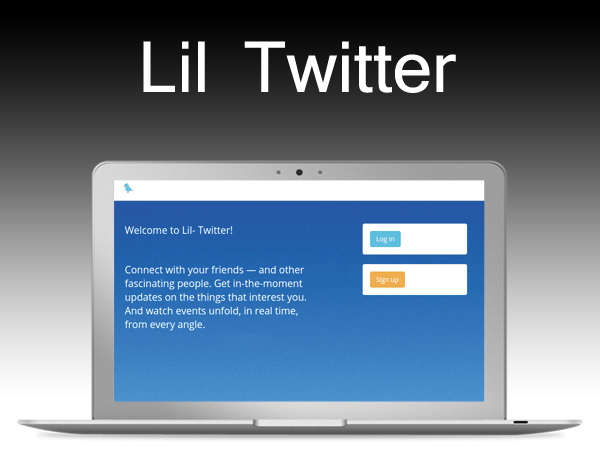 Lil Twitter
Welcome to Lil- Twitter!
Log in
Sign up
Connect with your friends — and other
fascinating people. Get in-the-moment
updates on the things that interest you.
And watch events unfold, in real time,
from every angle.